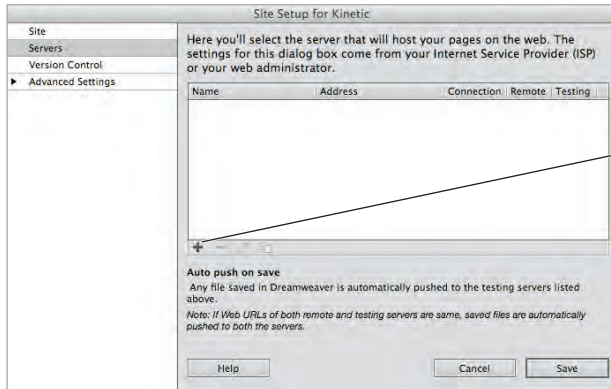 Site Setup for Kinetic
Site
Servers
Version Control
Advanced Settings
Here you'll select the server that will host your pages on the web. The
settings for this dialog box come from your Internet Service Provider (ISP)
or your web administrator.
Name Address Connection Remote Testing
Auto push on save
Any file saved in Dreamweaver is automatically pushed to the testing servers listed
above.
Note: If Web URLs of both remote and testing servers are same, saved files are automatically
pushed to both the servers.
Help Cancel Save